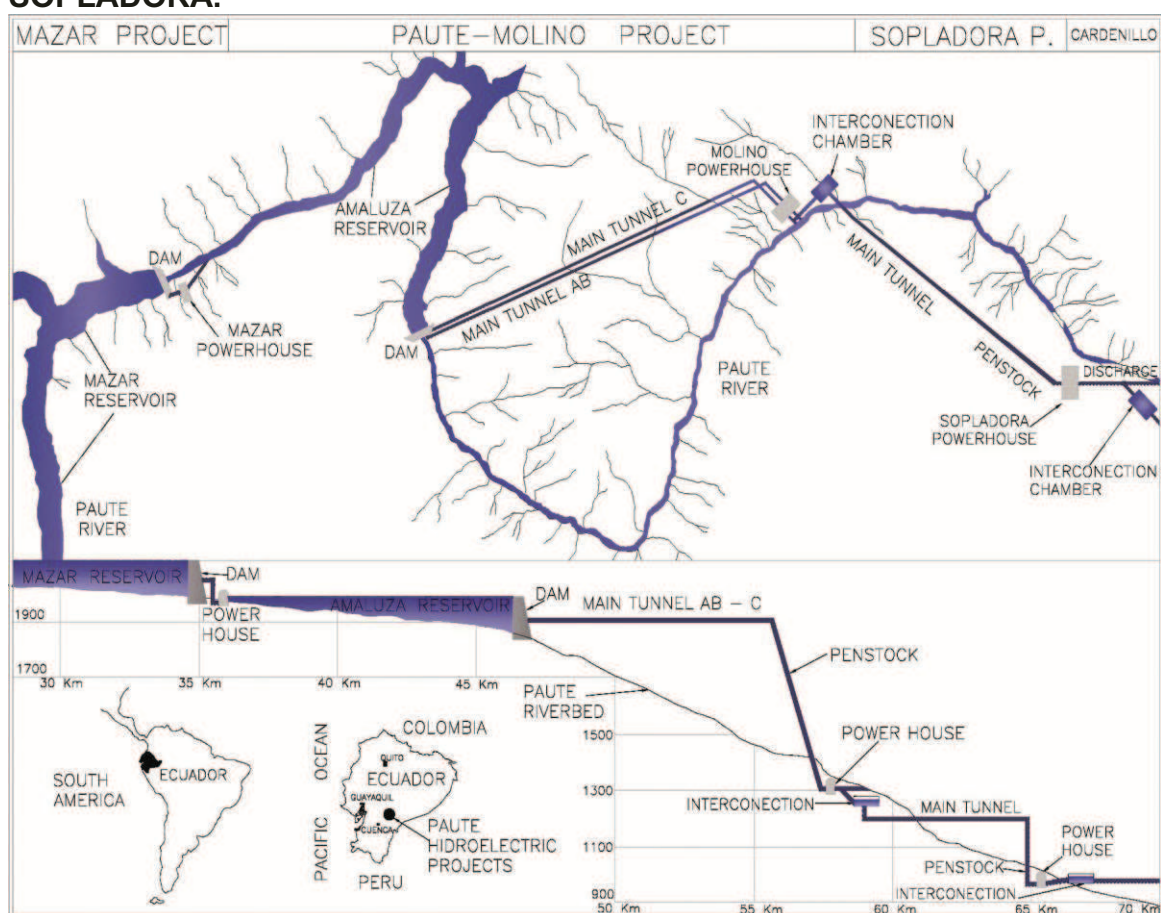 SOPLADORA:
MAZAR PROJECT
PAUTE-MOLINO PROJECT
SOPLADORA P.
CARDENILLO
INTERCONECTION
CHAMBER
MOLINO
POWERHOUSE
AMALUZA
RESERVOIR
MAIN TUNNEL C
MAIN TUNNEL AB
DAM
MAIN TUNNEL
MAZAR
POWERHOUSE
DAM
PAUTE
RIVER
PENSTOCK
DISCHARGE
MAZAR
RESERVOIR
SOPLADORA
POWERHOUSE
INTERCONECTION
CHAMBER
PAUTE
RIVER
MAZAR RESERVOIR
DAM
POWER
HOUSE
AMALUZA RESERVOIR
DAM
MAIN TUNNEL AB - C
1900
1700
30 Km
35 Km
40 Km
45 Km
PENSTOCK
PAUTE
RIVERBED
1500
1300
1100
900
POWER HOUSE
INTERCONECTION
MAIN TUNNEL
POWER
HOUSE
PENSTOCK
INTERCONECTION
50 Km
55 Km
60 Km
65 Km
70 Km
SOUTH
AMERICA
ECUADOR
PACIFIC OCEAN
COLOMBIA
QUITO
ECUADOR
GUAYAQUIL
CUENCA
PAUTE
HIDROELECTRIC
PROJECTS
PERU